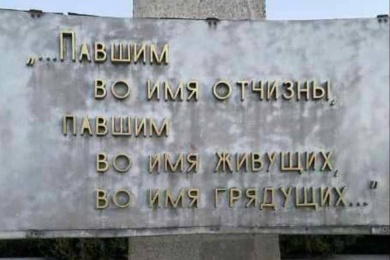 „...Павшим
во имя отчизны,
павшим
во имя живущих,
во имя грядущих..."